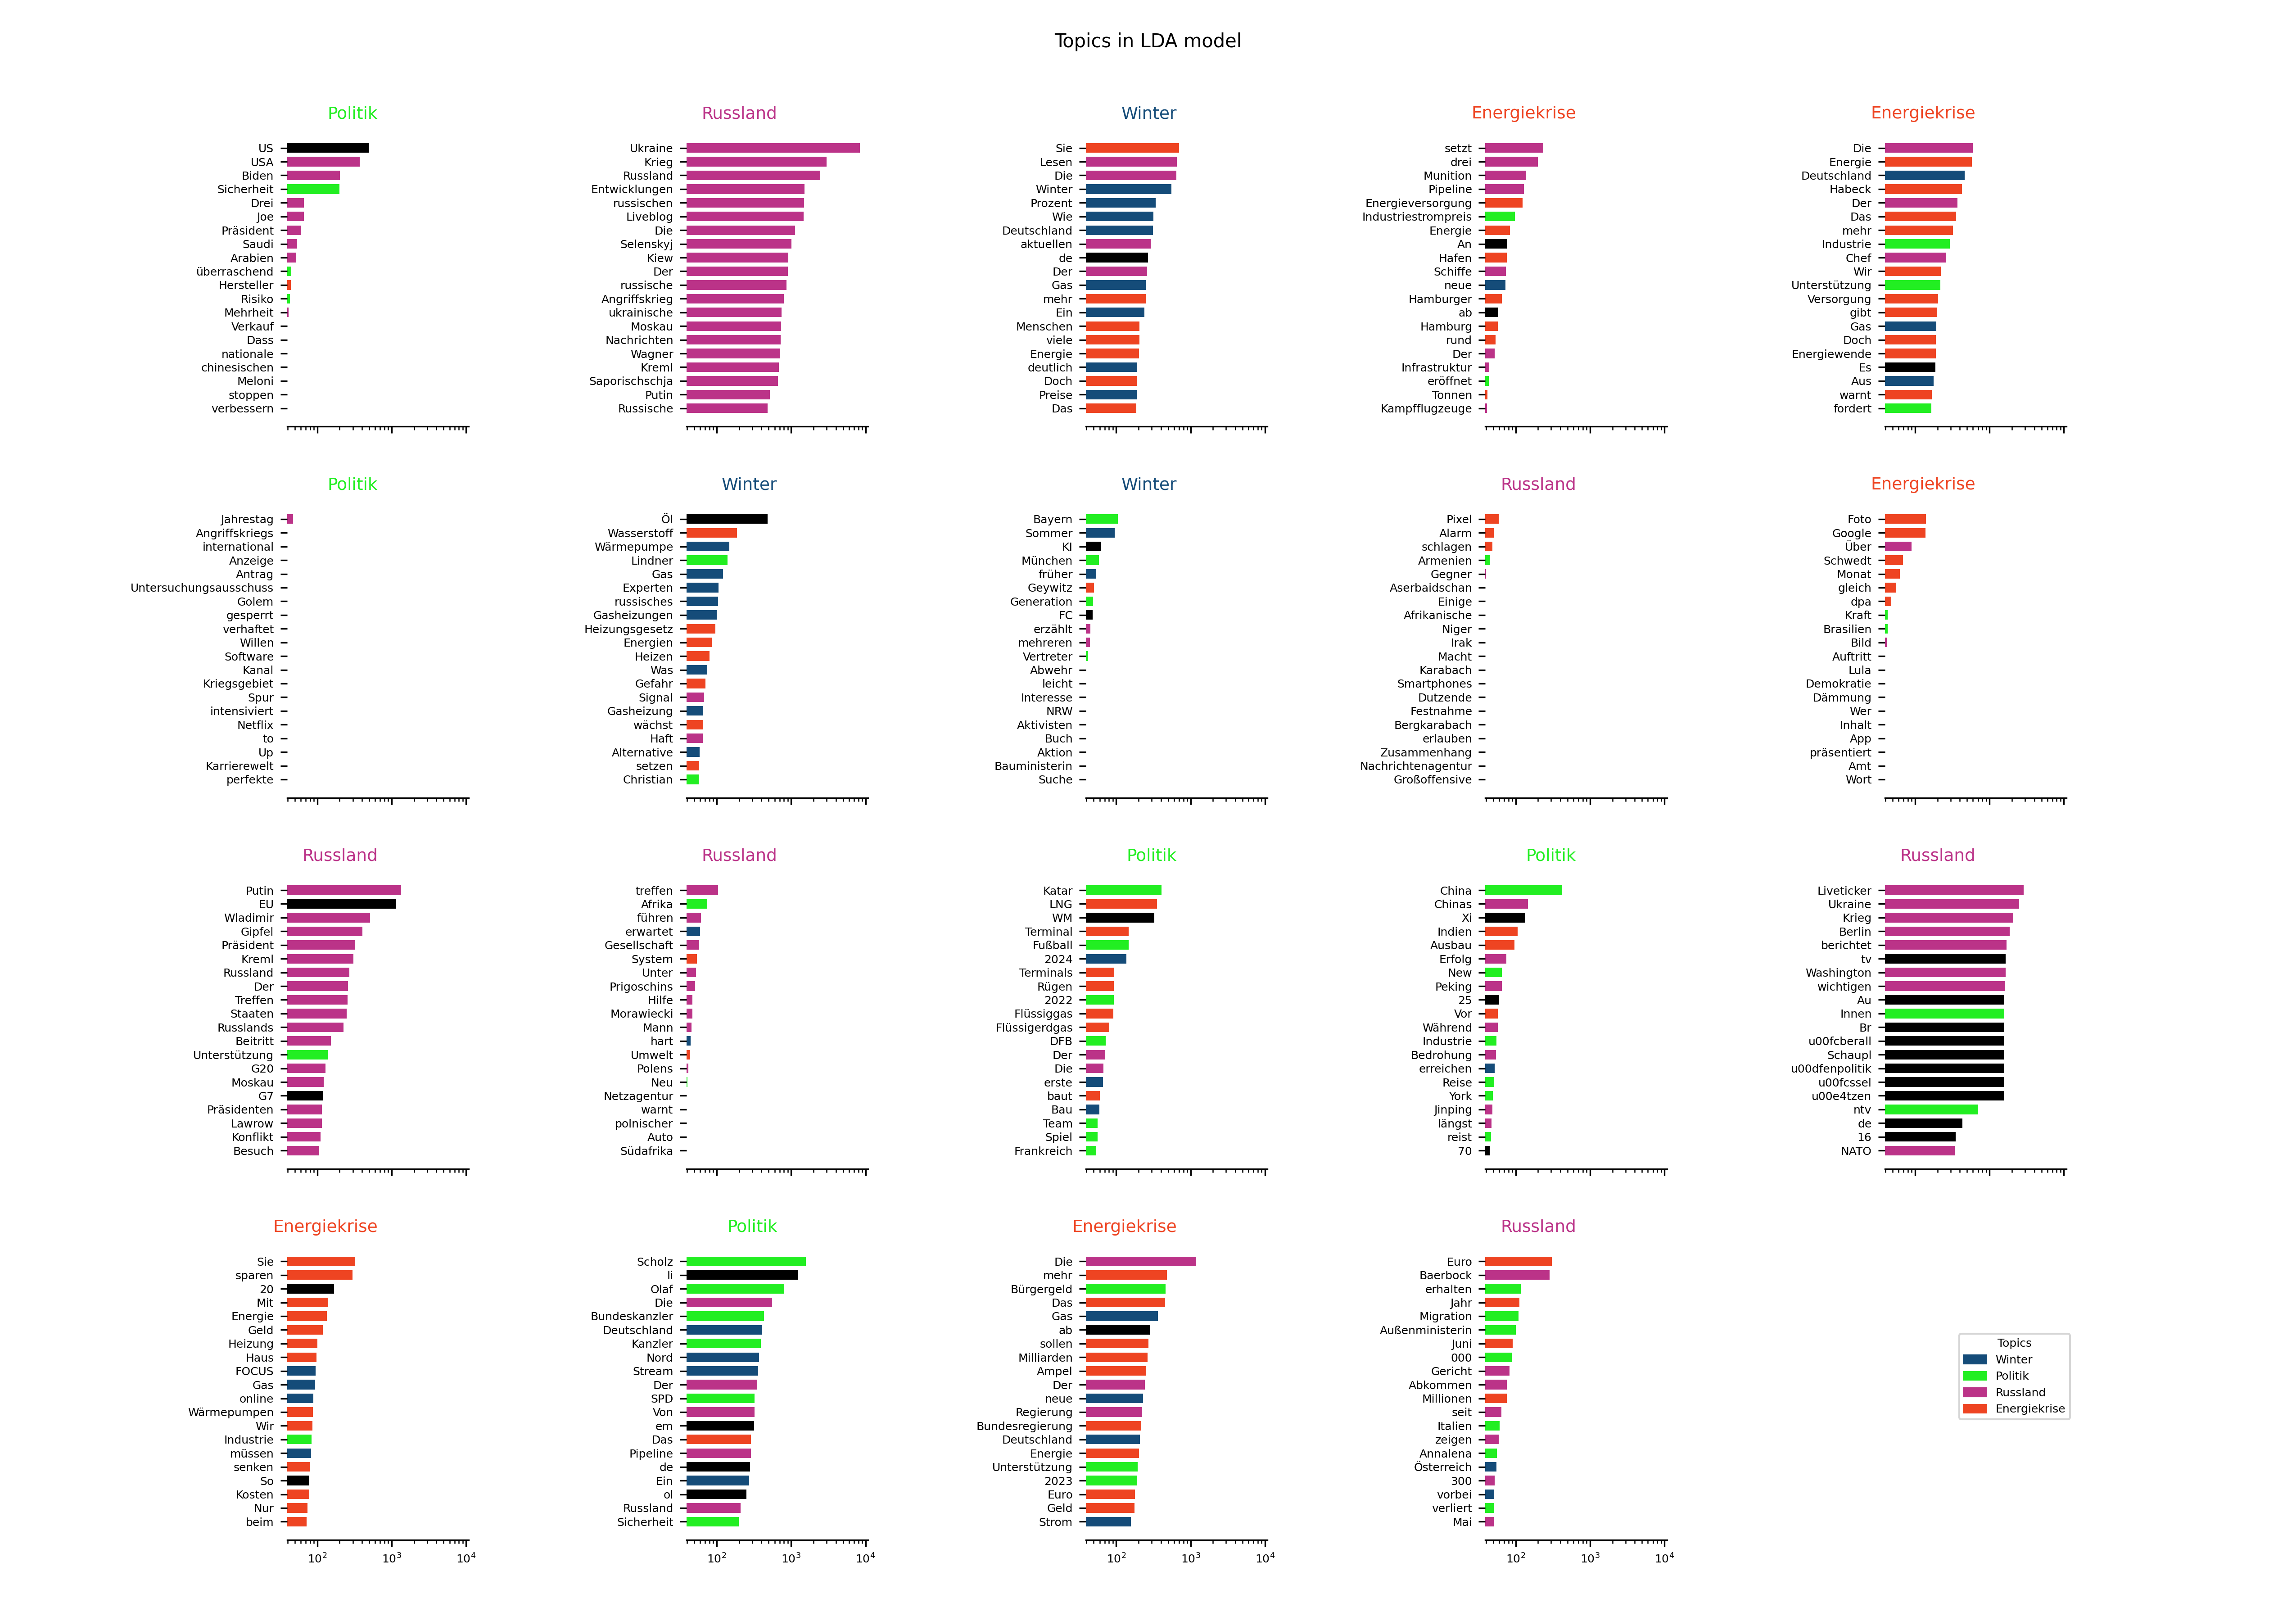 Topics in LDA model
Politik
US
USA
Biden
Sicherheit
Drei
Joe
Präsident
Saudi
Arabien
überraschend
Hersteller
Risiko
Mehrheit
Verkauf
Dass
nationale
chinesischen
Meloni
stoppen
verbessern
Russland
Ukraine
Krieg
Russland
Entwicklungen
russischen
Liveblog
Die
Selenskyj
Kiew
Der
russische
Angriffskrieg
ukrainische
Moskau
Nachrichten
Wagner
Kreml
Saporischschja
Putin
Russische
Winter
Sie
Lesen
Die
Winter
Prozent
Wie
Deutschland
aktuellen
de
Der
Gas
mehr
Ein
Menschen
viele
Energie
deutlich
Doch
Preise
Das
Energiekrise
setzt
drei
Munition
Pipeline
Energieversorgung
Industriestrompreis
Energie
An
Hafen
Schiffe
neue
Hamburger
ab
Hamburg
rund
Der
Infrastruktur
eröffnet
Tonnen
Kampfflugzeuge
Energiekrise
Die
Energie
Deutschland
Habeck
Der
Das
mehr
Industrie
Chef
Wir
Unterstützung
Versorgung
gibt
Gas
Doch
Energiewende
Es
Aus
warnt
fordert
Politik
Jahrestag
Angriffskriegs
international
Anzeige
Antrag
Untersuchungsausschuss
Golem
gesperrt
verhaftet
Willen
Software
Kanal
Kriegsgebiet
Spur
intensiviert
Netflix
to
Up
Karrierewelt
perfekte
Winter
Öl
Wasserstoff
Wärmepumpe
Lindner
Gas
Experten
russisches
Gasheizungen
Heizungsgesetz
Energien
Heizen
Was
Gefahr
Signal
Gasheizung
wächst
Haft
Alternative
setzen
Christian
Winter
Bayern
Sommer
KI
München
früher
Geywitz
Generation
FC
erzählt
mehreren
Vertreter
Abwehr
leicht
Interesse
NRW
Aktivisten
Buch
Aktion
Bauministerin
Suche
Russland
Pixel
Alarm
schlagen
Armenien
Gegner
Aserbaidschan
Einige
Afrikanische
Niger
Irak
Macht
Karabach
Smartphones
Dutzende
Festnahme
Bergkarabach
erlauben
Zusammenhang
Nachrichtenagentur
Großoffensive
Energiekrise
Foto
Google
Über
Schwedt
Monat
gleich
dpa
Kraft
Brasilien
Bild
Auftritt
Lula
Demokratie
Dämmung
Wer
Inhalt
App
präsentiert
Amt
Wort
Russland
Putin
EU
Wladimir
Gipfel
Präsident
Kreml
Russland
Der
Treffen
Staaten
Russlands
Beitritt
Unterstützung
G20
Moskau
G7
Präsidenten
Lawrow
Konflikt
Besuch
Russland
treffen
Afrika
führen
erwartet
Gesellschaft
System
Unter
Prigoschins
Hilfe
Morawiecki
Mann
hart
Umwelt
Polens
Neu
Netzagentur
warnt
polnischer
Auto
Südafrika
Politik
Katar
LNG
WM
Terminal
Fußball
2024
Terminals
Rügen
2022
Flüssiggas
Flüssigerdgas
DFB
Der
Die
erste
baut
Bau
Team
Spiel
Frankreich
Politik
China
Chinas
Xi
Indien
Ausbau
Erfolg
New
Peking
25
Vor
Während
Industrie
Bedrohung
erreichen
Reise
York
Jinping
längst
reist
70
Russland
Liveticker
Ukraine
Krieg
Berlin
berichtet
tv
Washington
wichtigen
Au
Innen
Br
u00fcberall
Schaupl
u00dfenpolitik
u00fcssel
u00e4tzen
ntv
de
16
NATO
Energiekrise
Sie
sparen
20
Mit
Energie
Geld
Heizung
Haus
FOCUS
Gas
online
Wärmepumpen
Wir
Industrie
müssen
senken
So
Kosten
Nur
beim
10² 10³ 10⁴
Politik
Scholz
li
Olaf
Die
Bundeskanzler
Deutschland
Kanzler
Nord
Stream
Der
SPD
Von
em
Das
Pipeline
de
Ein
ol
Russland
Sicherheit
10² 10³ 10⁴
Energiekrise
Die
mehr
Bürgergeld
Das
Gas
ab
sollen
Milliarden
Ampel
Der
neue
Regierung
Bundesregierung
Deutschland
Energie
Unterstützung
2023
Euro
Geld
Strom
10² 10³ 10⁴
Russland
Euro
Baerbock
erhalten
Jahr
Migration
Außenministerin
Juni
000
Gericht
Abkommen
Millionen
seit
Italien
zeigen
Annalena
Österreich
300
vorbei
verliert
Mai
10² 10³ 10⁴
Topics
Winter
Politik
Russland
Energiekrise